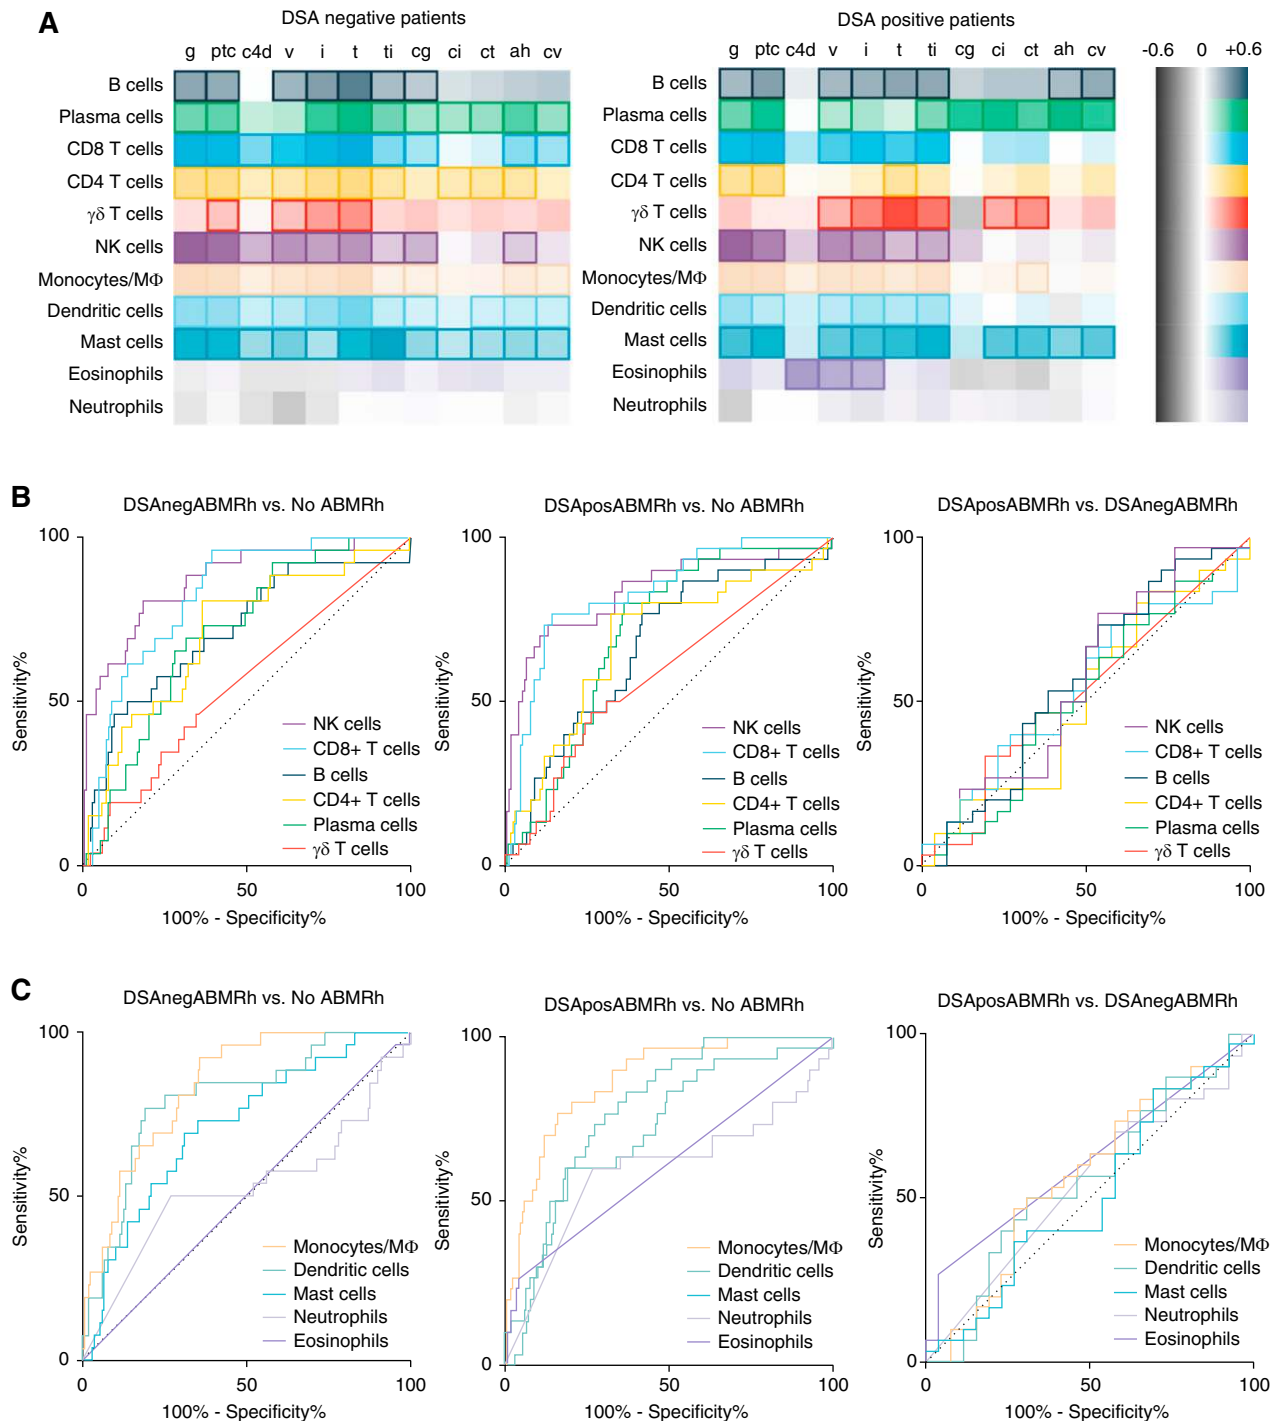 A
DSA negative patients
DSA positive patients
g ptc c4d v i t ti cg ci ct ah cv
g ptc c4d v i t ti cg ci ct ah cv
-0.6 0 +0.6
B cells
Plasma cells
CD8 T cells
CD4 T cells
γδ T cells
NK cells
Monocytes/MΦ
Dendritic cells
Mast cells
Eosinophils
Neutrophils
B cells
Plasma cells
CD8 T cells
CD4 T cells
γδ T cells
NK cells
Monocytes/MΦ
Dendritic cells
Mast cells
Eosinophils
Neutrophils
B
DSAnegABMRh vs. No ABMRh
100
50
0
Sensitivity%
NK cells
CD8+ T cells
B cells
CD4+ T cells
Plasma cells
γδ T cells
0 50 100
100% - Specificity%
DSAposABMRh vs. No ABMRh
100
50
0
Sensitivity%
NK cells
CD8+ T cells
B cells
CD4+ T cells
Plasma cells
γδ T cells
0 50 100
100% - Specificity%
DSAposABMRh vs. DSAnegABMRh
100
50
0
Sensitivity%
NK cells
CD8+ T cells
B cells
CD4+ T cells
Plasma cells
γδ T cells
0 50 100
100% - Specificity%
C
DSAnegABMRh vs. No ABMRh
100
50
0
Sensitivity%
Monocytes/MΦ
Dendritic cells
Mast cells
Neutrophils
Eosinophils
0 50 100
100% - Specificity%
DSAposABMRh vs. No ABMRh
100
50
0
Sensitivity%
Monocytes/MΦ
Dendritic cells
Mast cells
Neutrophils
Eosinophils
0 50 100
100% - Specificity%
DSAposABMRh vs. DSAnegABMRh
100
50
0
Sensitivity%
Monocytes/MΦ
Dendritic cells
Mast cells
Neutrophils
Eosinophils
0 50 100
100% - Specificity%